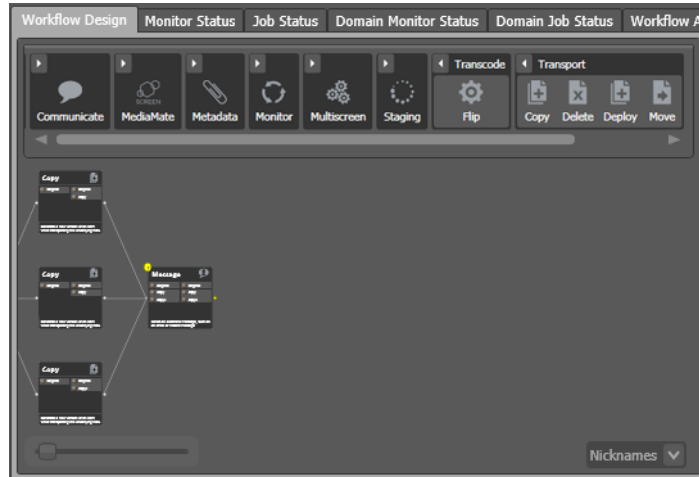 Workflow Design Monitor Status Job Status Domain Monitor Status Domain Job Status Workflow A
Transcode Transport
SCREEN
Communicate MediaMate Metadata Monitor Multiscreen Staging Flip Copy Delete Deploy Move
Copy
Copy
Message
Copy
Nicknames